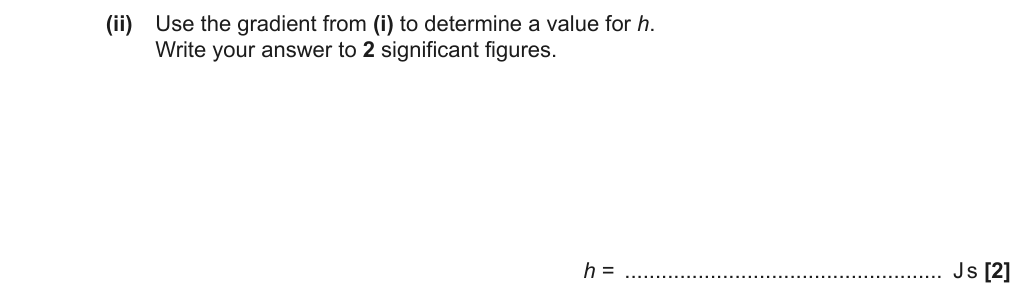 (ii) Use the gradient from (i) to determine a value for h.
Write your answer to 2 significant figures.
h = .................................................... J s [2]